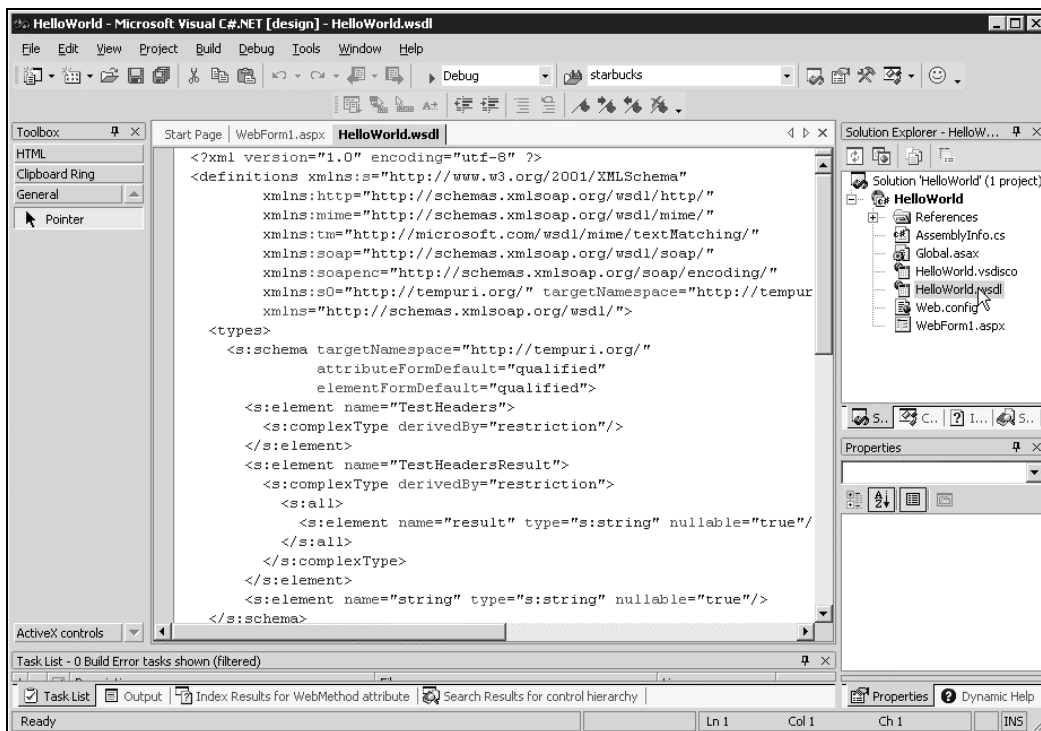 HelloWorld - Microsoft Visual C#.NET [design] - HelloWorld.wsdl
File Edit View Project Build Debug Tools Window Help
Debug starbucks
Toolbox
HTML
Clipboard Ring
General
Pointer
ActiveX controls
Start Page WebForm1.aspx HelloWorld.wsdl
<?xml version="1.0" encoding="utf-8" ?>
<definitions xmlns:s="http://www.w3.org/2001/XMLSchema"
xmlns:http="http://schemas.xmlsoap.org/wsdl/http/"
xmlns:mime="http://schemas.xmlsoap.org/wsdl/mime/"
xmlns:tm="http://microsoft.com/wsdl/mime/textMatching/"
xmlns:soap="http://schemas.xmlsoap.org/wsdl/soap/"
xmlns:soapenc="http://schemas.xmlsoap.org/soap/encoding/"
xmlns:s0="http://tempuri.org/" targetNamespace="http://tempur
xmlns="http://schemas.xmlsoap.org/wsdl/">
<types>
<s:schema targetNamespace="http://tempuri.org/"
attributeFormDefault="qualified"
elementFormDefault="qualified">
<s:element name="TestHeaders">
<s:complexType derivedBy="restriction"/>
</s:element>
<s:element name="TestHeadersResult">
<s:complexType derivedBy="restriction">
<s:all>
<s:element name="result" type="s:string" nullable="true"/
</s:all>
</s:complexType>
</s:element>
<s:element name="string" type="s:string" nullable="true"/>
</s:schema>
Solution Explorer - HelloW...
Solution 'HelloWorld' (1 project)
HelloWorld
References
AssemblyInfo.cs
Global.asax
HelloWorld.vsdisco
HelloWorld.wsdl
Web.config
WebForm1.aspx
S.. C.. I... S..
Properties
Task List - 0 Build Error tasks shown (filtered)
Task List Output Index Results for WebMethod attribute Search Results for control hierarchy
Properties Dynamic Help
Ready Ln 1 Col 1 Ch 1 INS